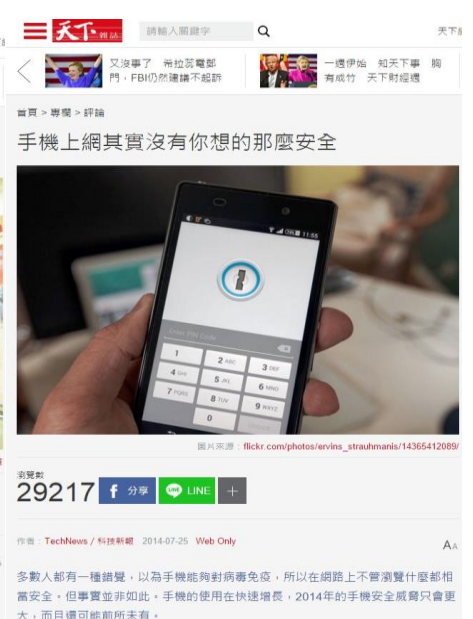 天下雜誌
請輸入關鍵字
天下
又沒事了 希拉蕊電郵
門，FBI仍然建議不起訴
一週伊始 知天下事 胸
有成竹 天下財經週
首頁 > 專欄 > 評論
手機上網其實沒有你想的那麼安全
11:58
Enter PIN Code
1
2 ABC
3 DEF
4 GHI
5 JKL
6 MNO
7 PQRS
8 TUV
9 WXYZ
0
圖片來源：flickr.com/photos/ervins_strauhmanis/14365412089/
瀏覽數
29217
f 分享
LINE LINE
+
作者：TechNews / 科技新報 2014-07-25 Web Only
AA
多數人都有一種錯覺，以為手機能夠對病毒免疫，所以在網路上不管瀏覽什麼都相
當安全。但事實並非如此。手機的使用在快速增長，2014年的手機安全威脅只會更
大，而且還可能前所未有。